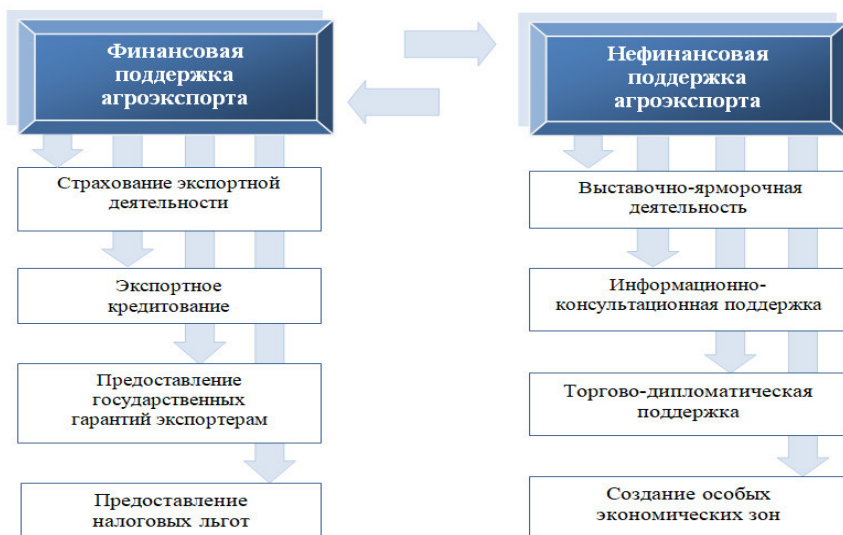 Финансовая
поддержка
агроэкспорта
Страхование экспортной
деятельности
Экспортное
кредитование
Предоставление
государственных
гарантий экспортерам
Предоставление
налоговых льгот
Нефинансовая
поддержка
агроэкспорта
Выставочно-ярморочная
деятельность
Информационно-
консультационная поддержка
Торгово-дипломатическая
поддержка
Создание особых
экономических зон